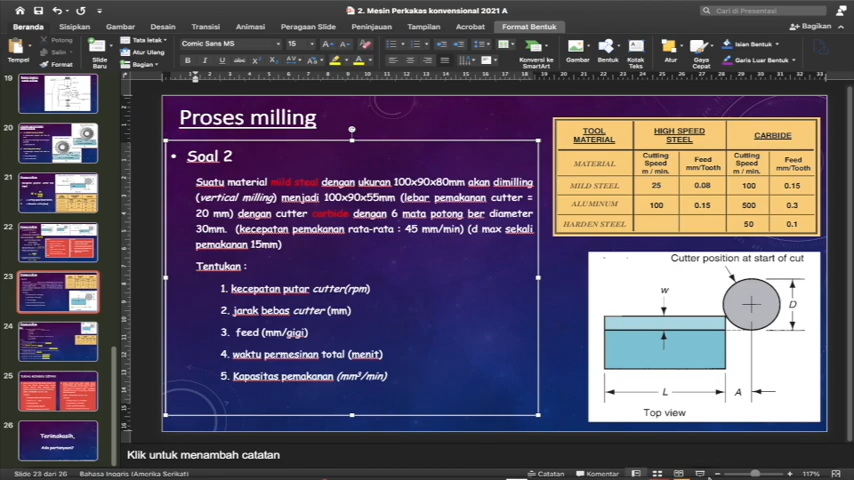 2. Mesin Perkakas konvensional 2021 A
Cari di Presentasi
Beranda
Sisipkan
Gambar
Desain
Transisi
Animasi
Peragaan Slide
Peninjauan
Tampilan
Acrobat
Format Bentuk
Bagikan
Tempel
Potong
Salin
Format
Slide Baru
Tata letak
Atur Ulang
Bagian
Comic Sans MS
15
Konversi ke SmartArt
Gambar
Bentuk
Kotak Teks
Atur
Gaya Cepat
Isian Bentuk
Garis Luar Bentuk
19
20
21
22
23
24
25
26
Terimakasih,
Ada pertanyaan?
Proses milling
• Soal 2
Suatu material mild steel dengan ukuran 100x90x80mm akan dimilling
(vertical milling) menjadi 100x90x55mm (lebar pemakanan cutter =
20 mm) dengan cutter carbide dengan 6 mata potong ber diameter
30mm. (kecepatan pemakanan rata-rata : 45 mm/min) (d max sekali
pemakanan 15mm)
Tentukan :
1. kecepatan putar cutter(rpm)
2. jarak bebas cutter (mm)
3. feed (mm/gigi)
4. waktu permesinan total (menit)
5. Kapasitas pemakanan (mm³/min)
TOOL MATERIAL HIGH SPEED STEEL CARBIDE
MATERIAL Cutting Speed m / min. Feed mm/Tooth Cutting Speed m / min. Feed mm/Tooth
MILD STEEL 25 0.08 100 0.15
ALUMINUM 100 0.15 500 0.3
HARDEN STEEL 50 0.1
Cutter position at start of cut
w
D
L
A
Top view
Klik untuk menambah catatan
Slide 23 dari 26
Bahasa Inggris (Amerika Serikat)
Catatan
Komentar
117%